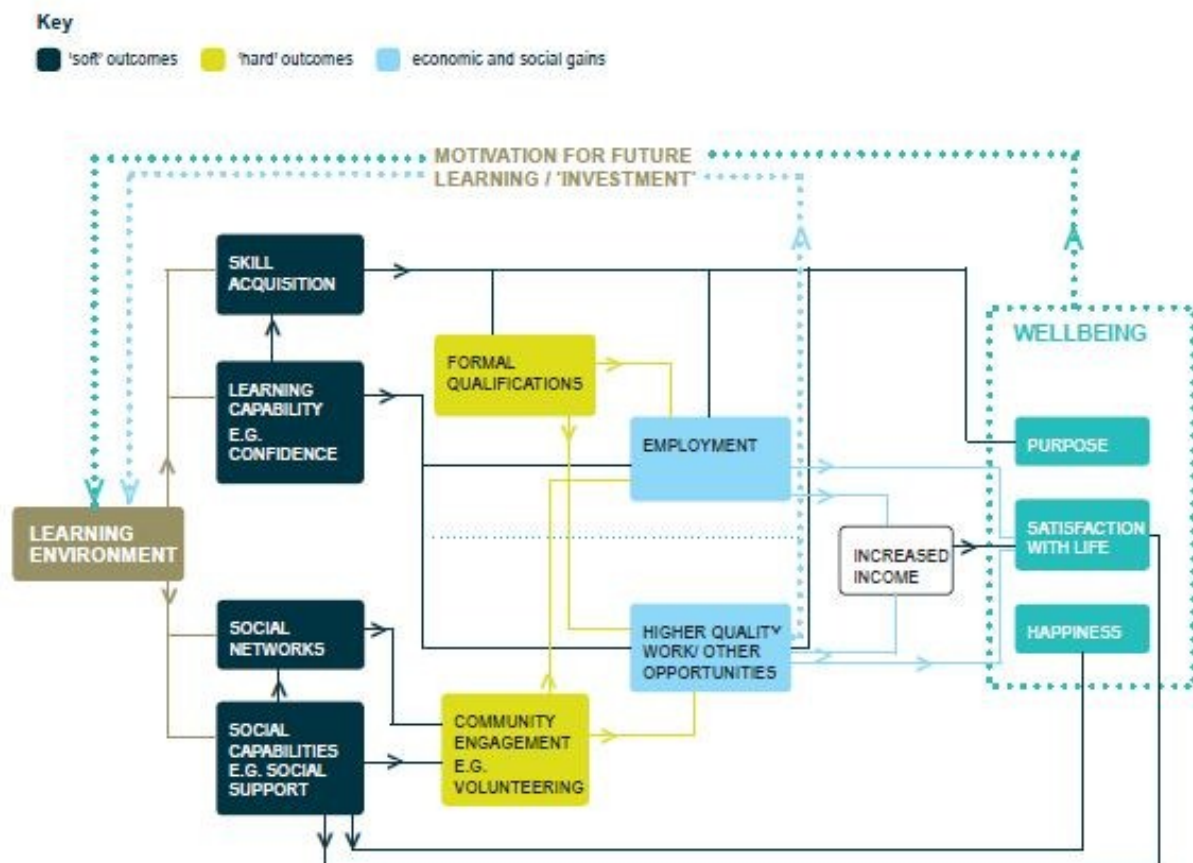 Key
'soft' outcomes 'hard' outcomes economic and social gains
MOTIVATION FOR FUTURE
LEARNING / 'INVESTMENT'
SKILL
ACQUISITION
WELLBEING
FORMAL
QUALIFICATIONS
LEARNING
CAPABILITY
E.G.
CONFIDENCE
EMPLOYMENT
PURPOSE
LEARNING
ENVIRONMENT
INCREASED
INCOME
SATISFACTION
WITH LIFE
SOCIAL
NETWORKS
HIGHER QUALITY
WORK/ OTHER
OPPORTUNITIES
HAPPINESS
SOCIAL
CAPABILITIES
E.G. SOCIAL
SUPPORT
COMMUNITY
ENGAGEMENT
E.G.
VOLUNTEERING